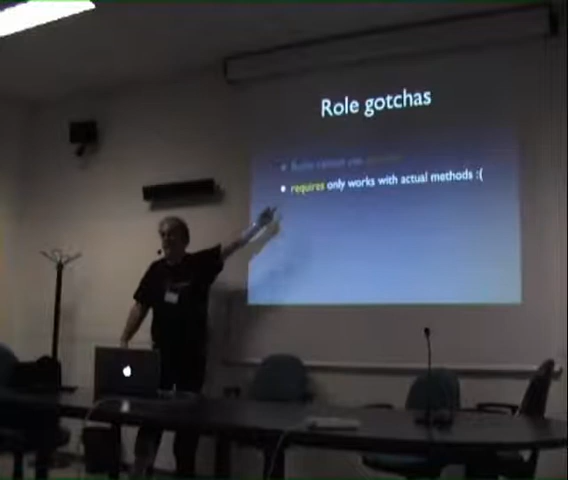 Role gotchas
requires only works with actual methods :(